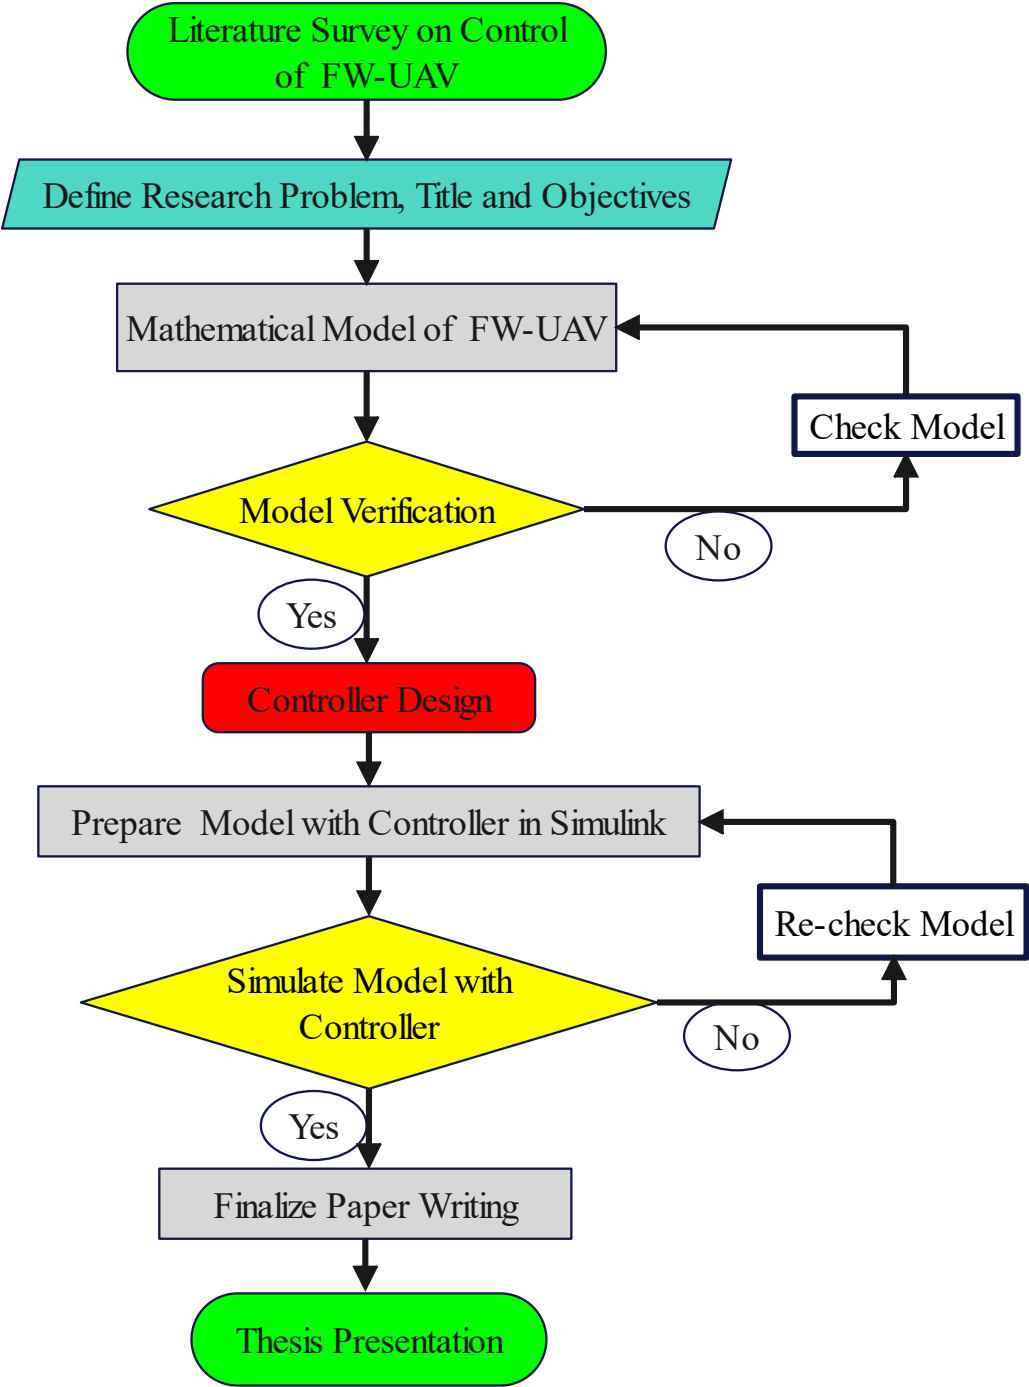 Literature Survey on Control
of FW-UAV
Define Research Problem, Title and Objectives
Mathematical Model of FW-UAV
Check Model
Model Verification
No
Yes
Controller Design
Prepare Model with Controller in Simulink
Re-check Model
Simulate Model with
Controller
No
Yes
Finalize Paper Writing
Thesis Presentation